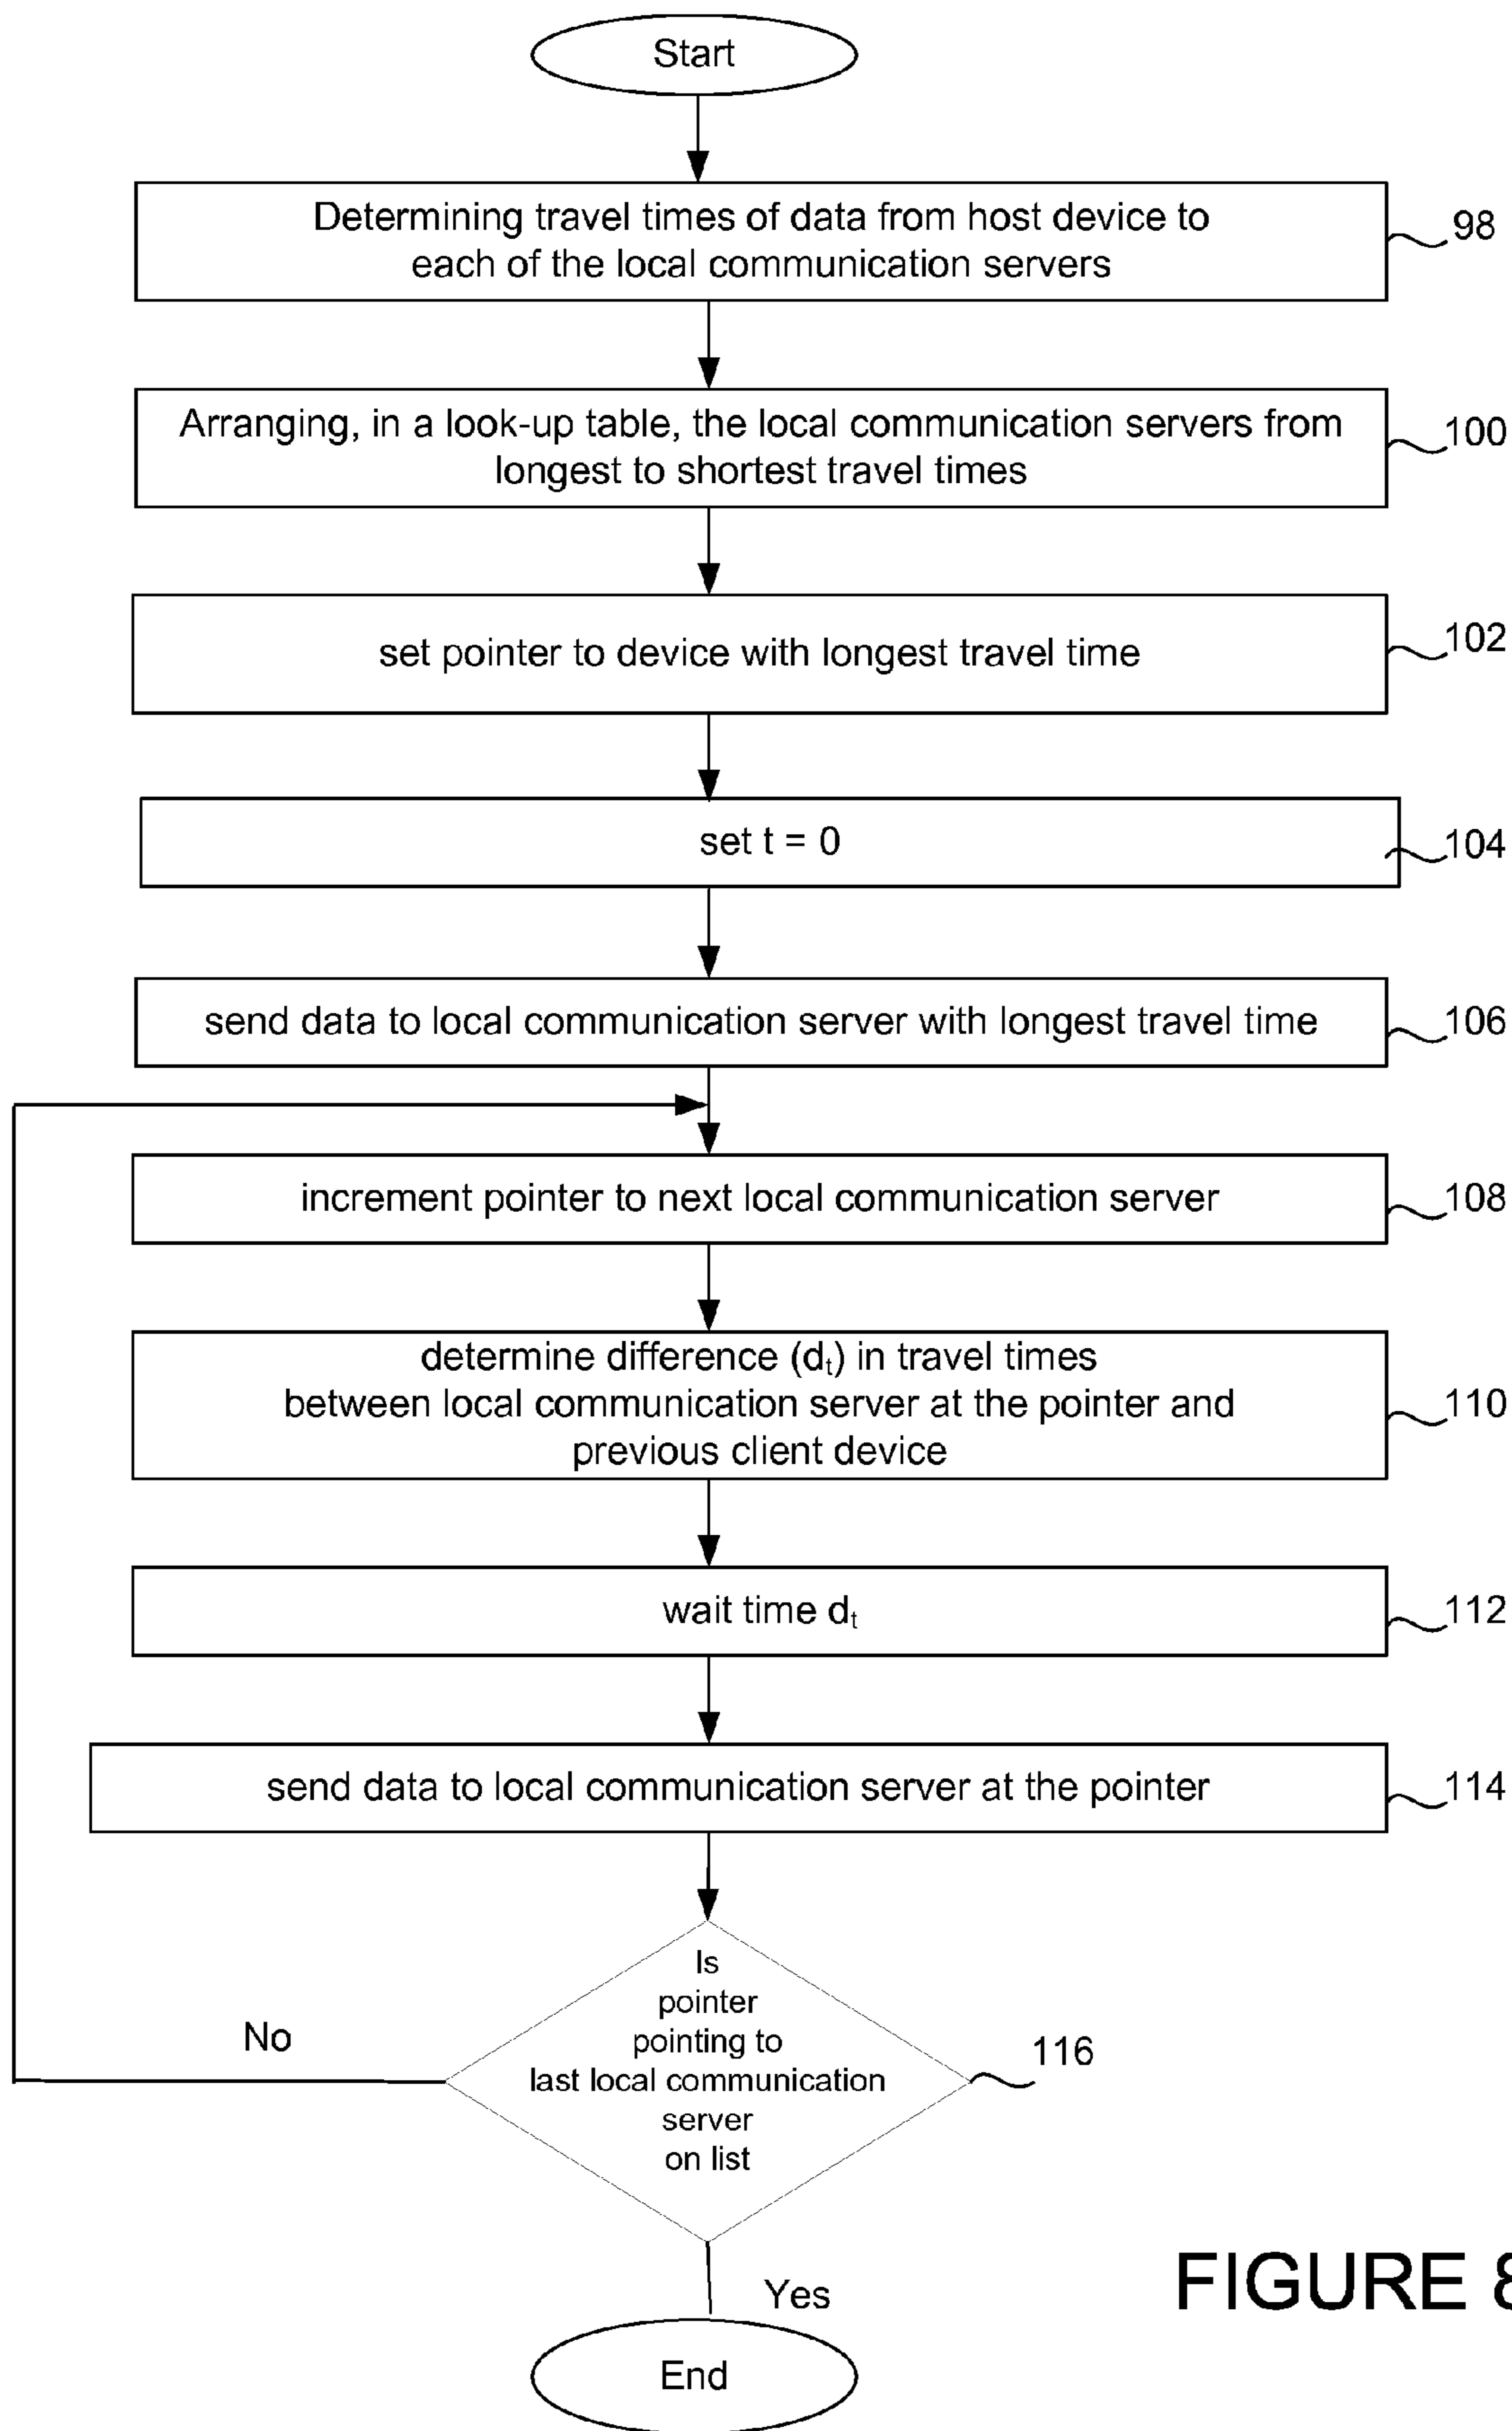 Start
Determining travel times of data from host device to
each of the local communication servers
98
Arranging, in a look-up table, the local communication servers from
longest to shortest travel times
100
set pointer to device with longest travel time
102
set t = 0
104
send data to local communication server with longest travel time
106
increment pointer to next local communication server
108
determine difference (dₜ) in travel times
between local communication server at the pointer and
previous client device
110
wait time dₜ
112
send data to local communication server at the pointer
114
Is
pointer
pointing to
last local communication
server
on list
116
No
Yes
End
FIGURE 8